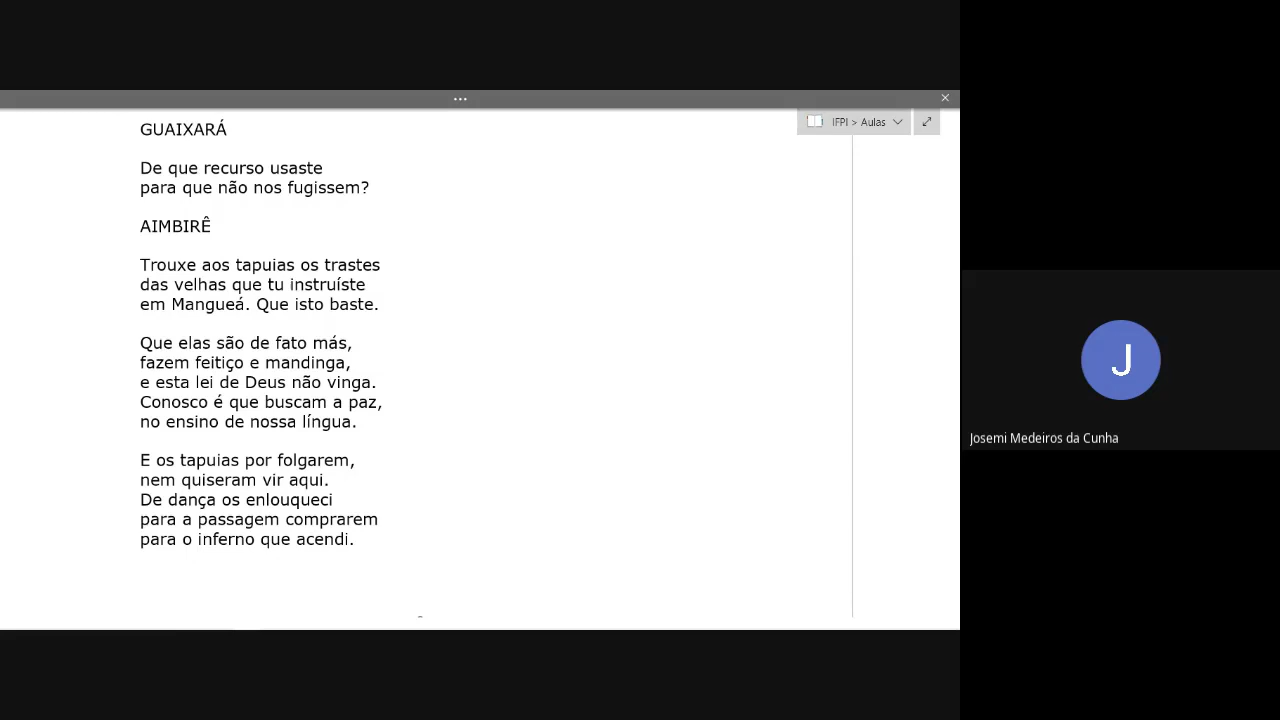 IFPI > Aulas
GUAIXARÁ
De que recurso usaste
para que não nos fugissem?
AIMBIRÊ
Trouxe aos tapuias os trastes
das velhas que tu instruíste
em Mangueá. Que isto baste.
Que elas são de fato más,
fazem feitiço e mandinga,
e esta lei de Deus não vinga.
Conosco é que buscam a paz,
no ensino de nossa língua.
E os tapuias por folgarem,
nem quiseram vir aqui.
De dança os enlouqueci
para a passagem comprarem
para o inferno que acendi.
J
Josemi Medeiros da Cunha